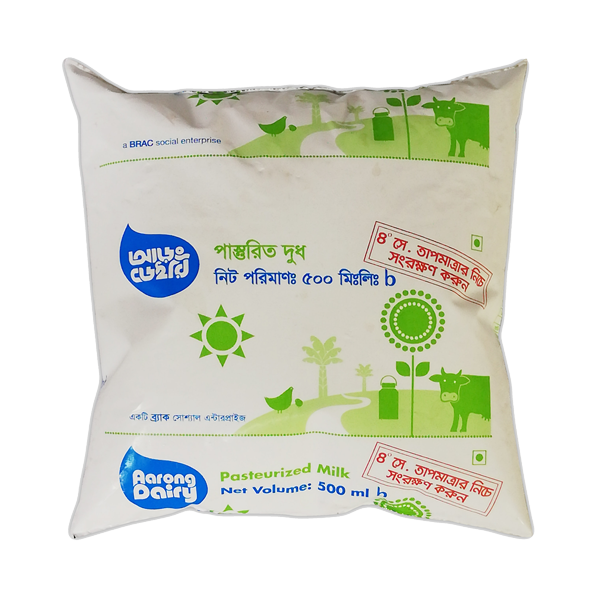 a BRAC social enterprise
আড়ং
ডেইরি
পাস্তুরিত দুধ
নিট পরিমাণঃ ৫০০ মিঃলিঃ b
৪° সে. তাপমাত্রার নিচে
সংরক্ষণ করুন
একটি ব্র্যাক সোশ্যাল এন্টারপ্রাইজ
Aarong
Dairy
Pasteurized Milk
Net Volume: 500 ml b
৪° সে. তাপমাত্রার নিচে
সংরক্ষণ করুন